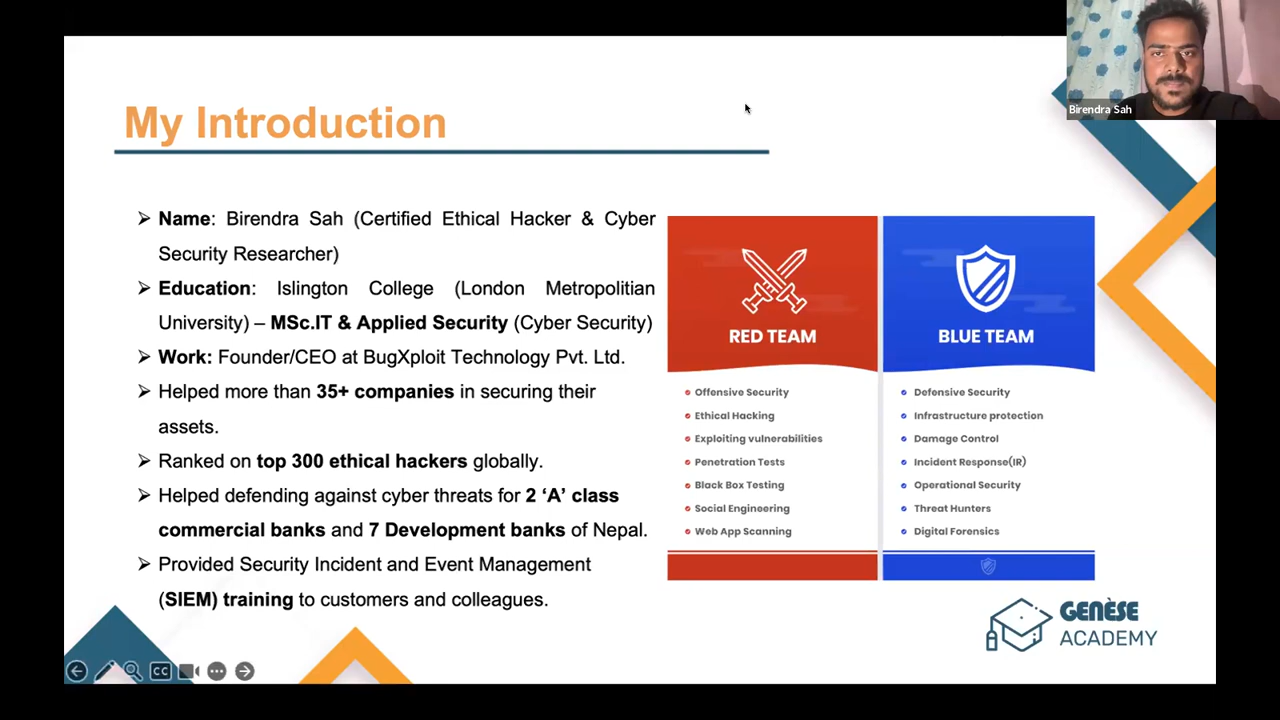 Birendra Sah
My Introduction
➢ Name: Birendra Sah (Certified Ethical Hacker & Cyber
Security Researcher)
➢ Education: Islington College (London Metropolitan
University) – MSc.IT & Applied Security (Cyber Security)
➢ Work: Founder/CEO at BugXploit Technology Pvt. Ltd.
➢ Helped more than 35+ companies in securing their
assets.
➢ Ranked on top 300 ethical hackers globally.
➢ Helped defending against cyber threats for 2 ‘A’ class
commercial banks and 7 Development banks of Nepal.
➢ Provided Security Incident and Event Management
(SIEM) training to customers and colleagues.
RED TEAM
Offensive Security
Ethical Hacking
Exploiting vulnerabilities
Penetration Tests
Black Box Testing
Social Engineering
Web App Scanning
BLUE TEAM
Defensive Security
Infrastructure protection
Damage Control
Incident Response(IR)
Operational Security
Threat Hunters
Digital Forensics
GENÈSE
ACADEMY
CC